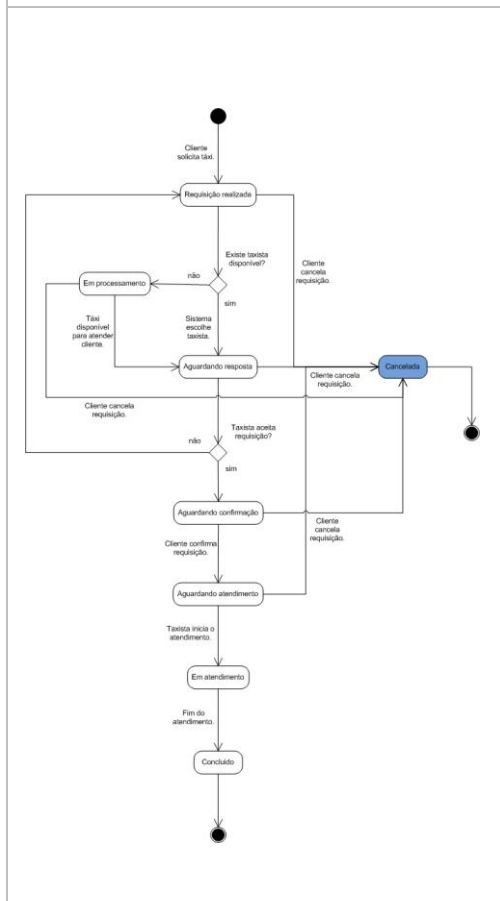 Cliente
solicita táxi.
Requisição realizada
Existe taxista
disponível?
Cliente
cancela
requisição.
não
Em processamento
sim
Táxi
disponível
para atender
cliente.
Sistema
escolhe
taxista.
Aguardando resposta
Cancelada
Cliente cancela
requisição.
Cliente cancela
requisição.
Taxista aceita
requisição?
não
sim
Aguardando confirmação
Cliente
cancela
requisição.
Cliente confirma
requisição.
Aguardando atendimento
Taxista inicia o
atendimento.
Em atendimento
Fim do
atendimento.
Concluido